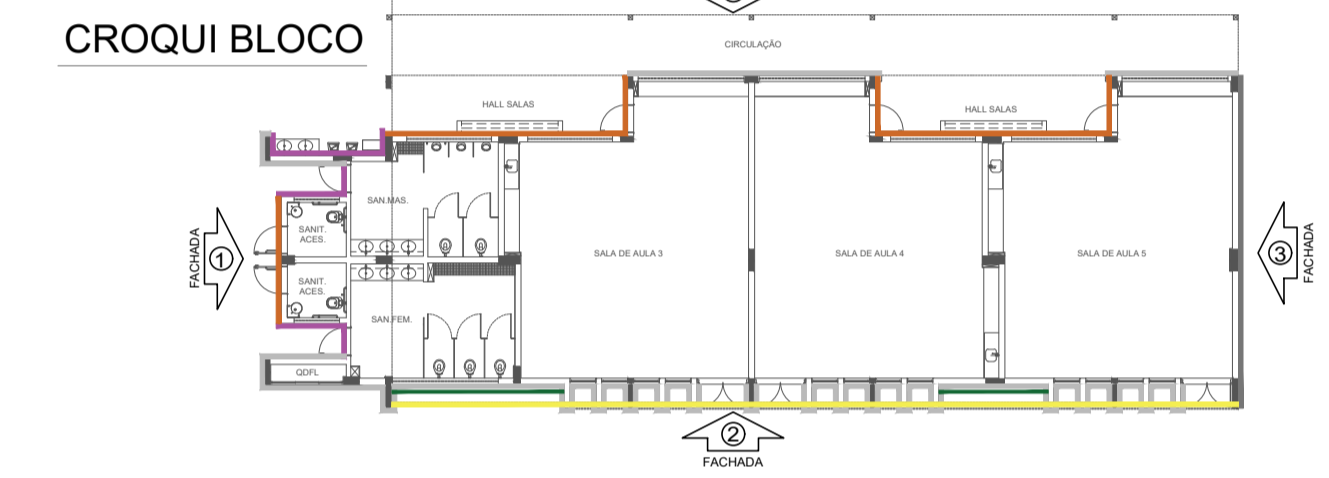 CROQUI BLOCO
CIRCULAÇÃO
HALL SALAS
HALL SALAS
SAN.MAS.
SANIT.
ACES.
FACHADA
1
SALA DE AULA 3
SALA DE AULA 4
SALA DE AULA 5
3
FACHADA
SANIT.
ACES.
SAN.FEM.
QDFL
2
FACHADA